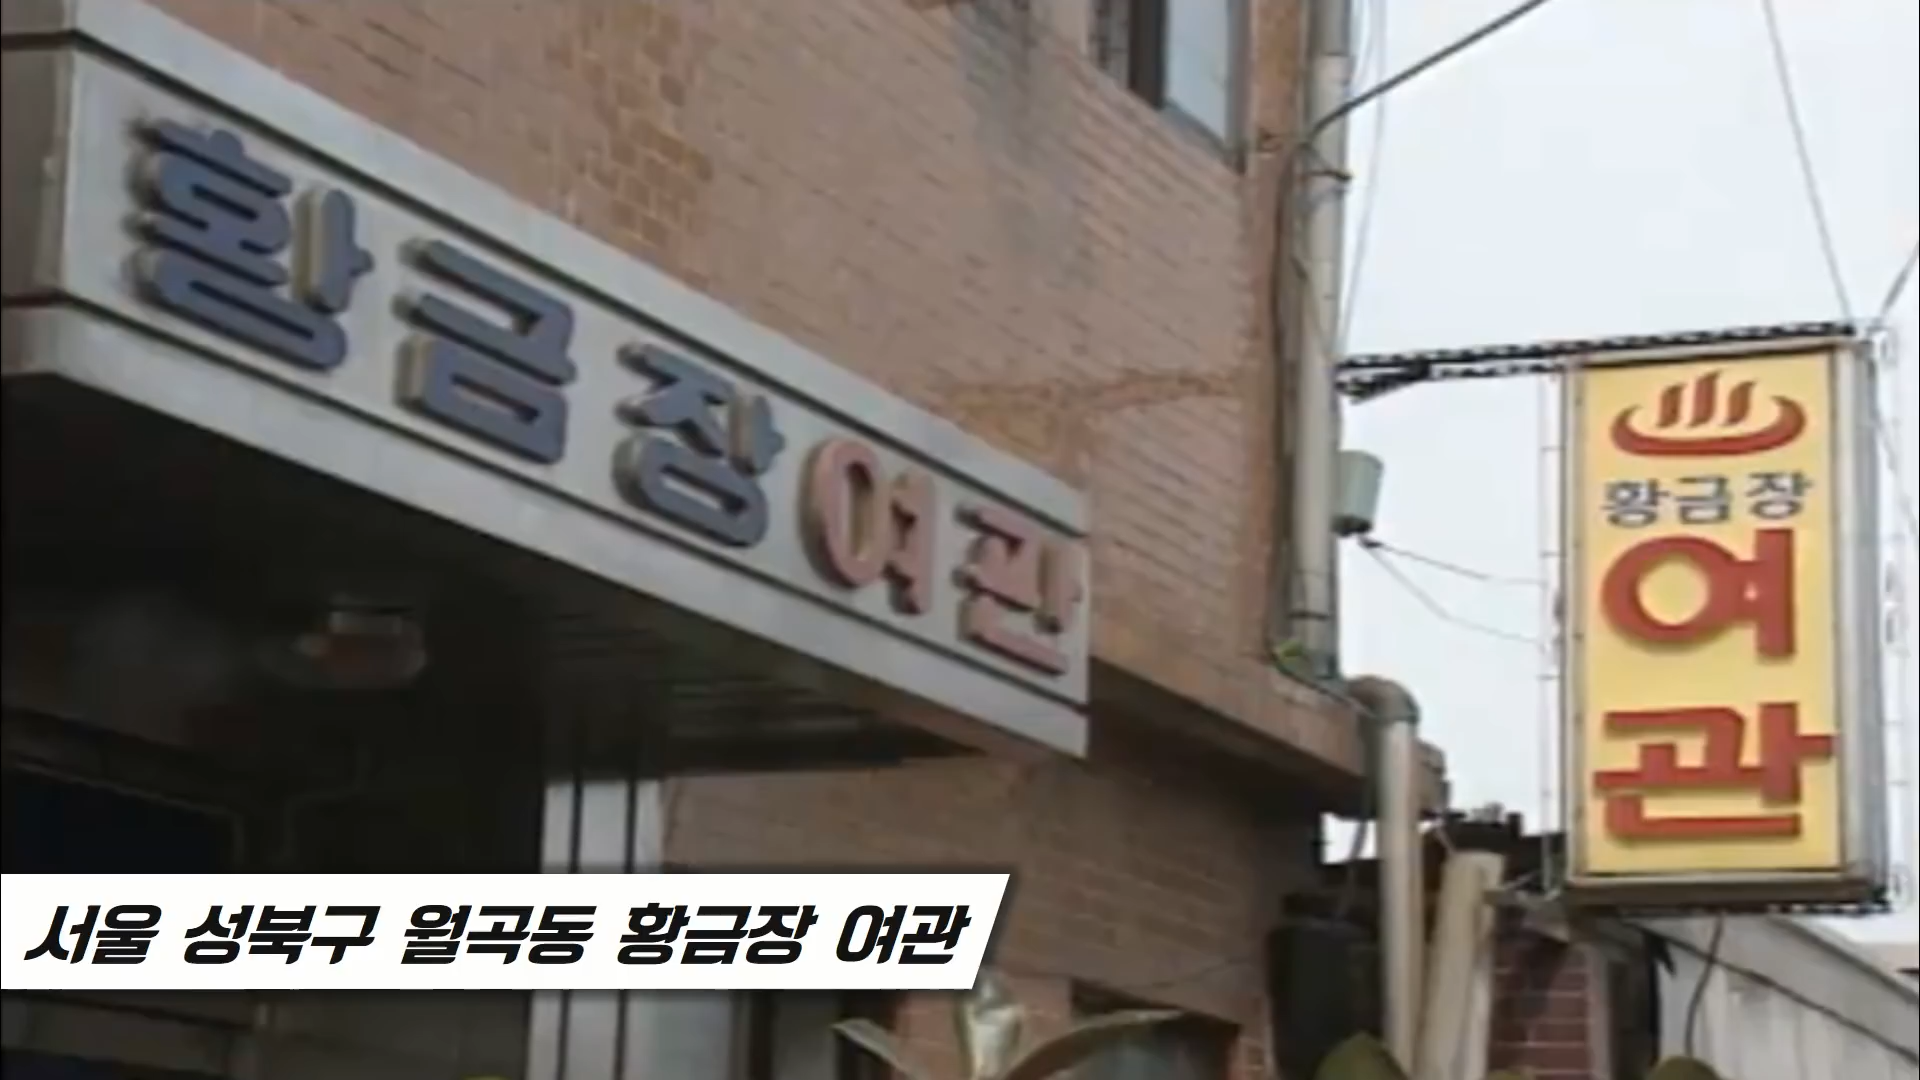 황금장여관
황금장
여
관
서울 성북구 월곡동 황금장 여관